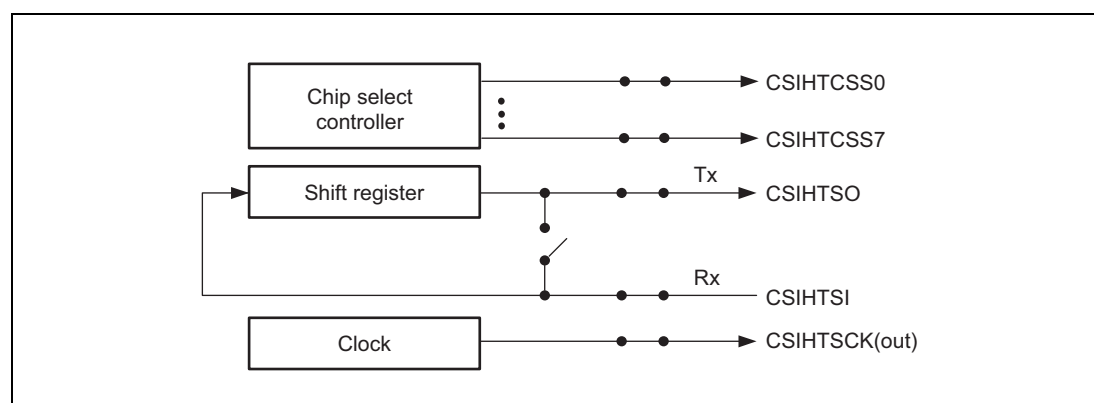 Chip select
controller
CSIHTCSS0
CSIHTCSS7
Shift register
Tx
CSIHTSO
Rx
CSIHTSI
Clock
CSIHTSCK(out)